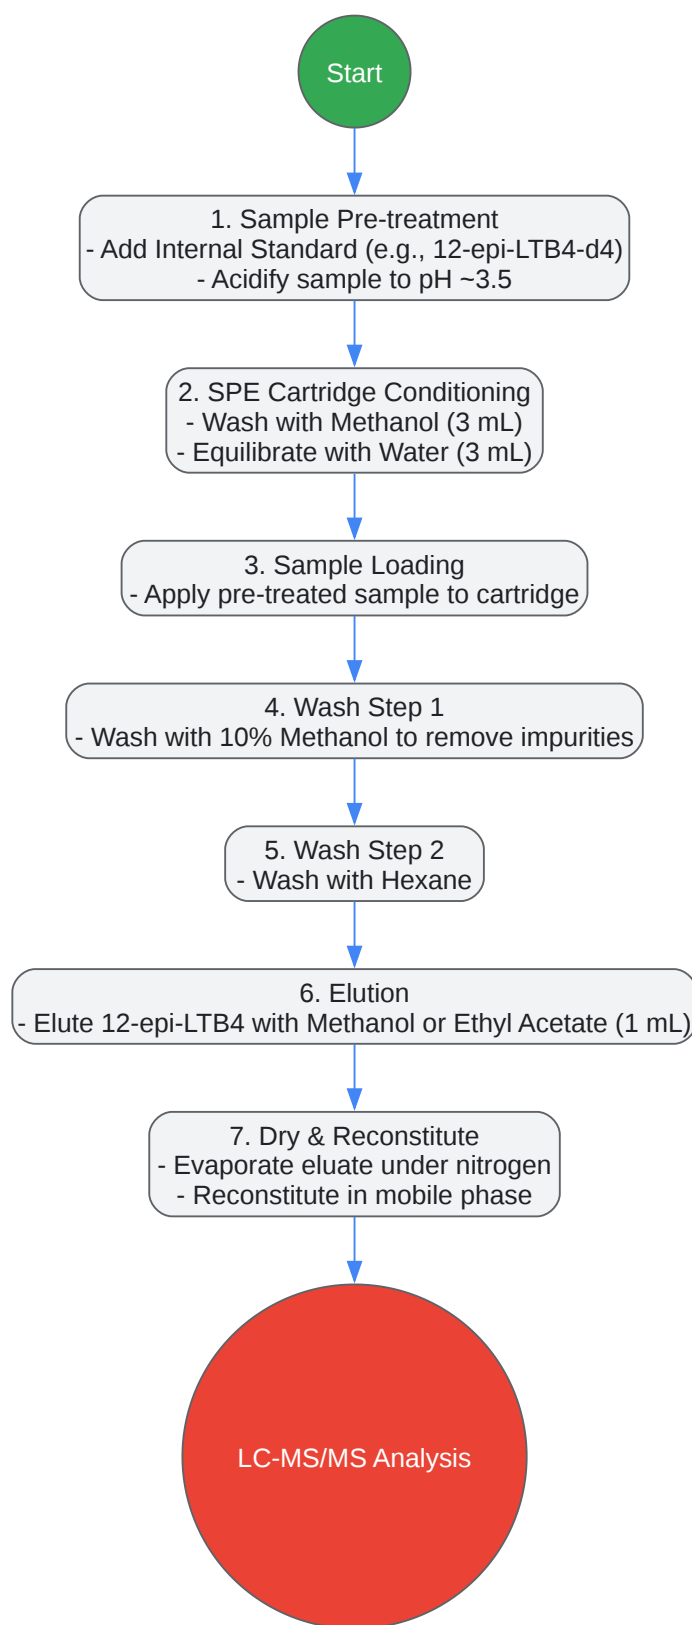 Start
1. Sample Pre-treatment
- Add Internal Standard (e.g., 12-epi-LTB4-d4)
- Acidify sample to pH ~3.5
2. SPE Cartridge Conditioning
- Wash with Methanol (3 mL)
- Equilibrate with Water (3 mL)
3. Sample Loading
- Apply pre-treated sample to cartridge
4. Wash Step 1
- Wash with 10% Methanol to remove impurities
5. Wash Step 2
- Wash with Hexane
6. Elution
- Elute 12-epi-LTB4 with Methanol or Ethyl Acetate (1 mL)
7. Dry & Reconstitute
- Evaporate eluate under nitrogen
- Reconstitute in mobile phase
LC-MS/MS Analysis